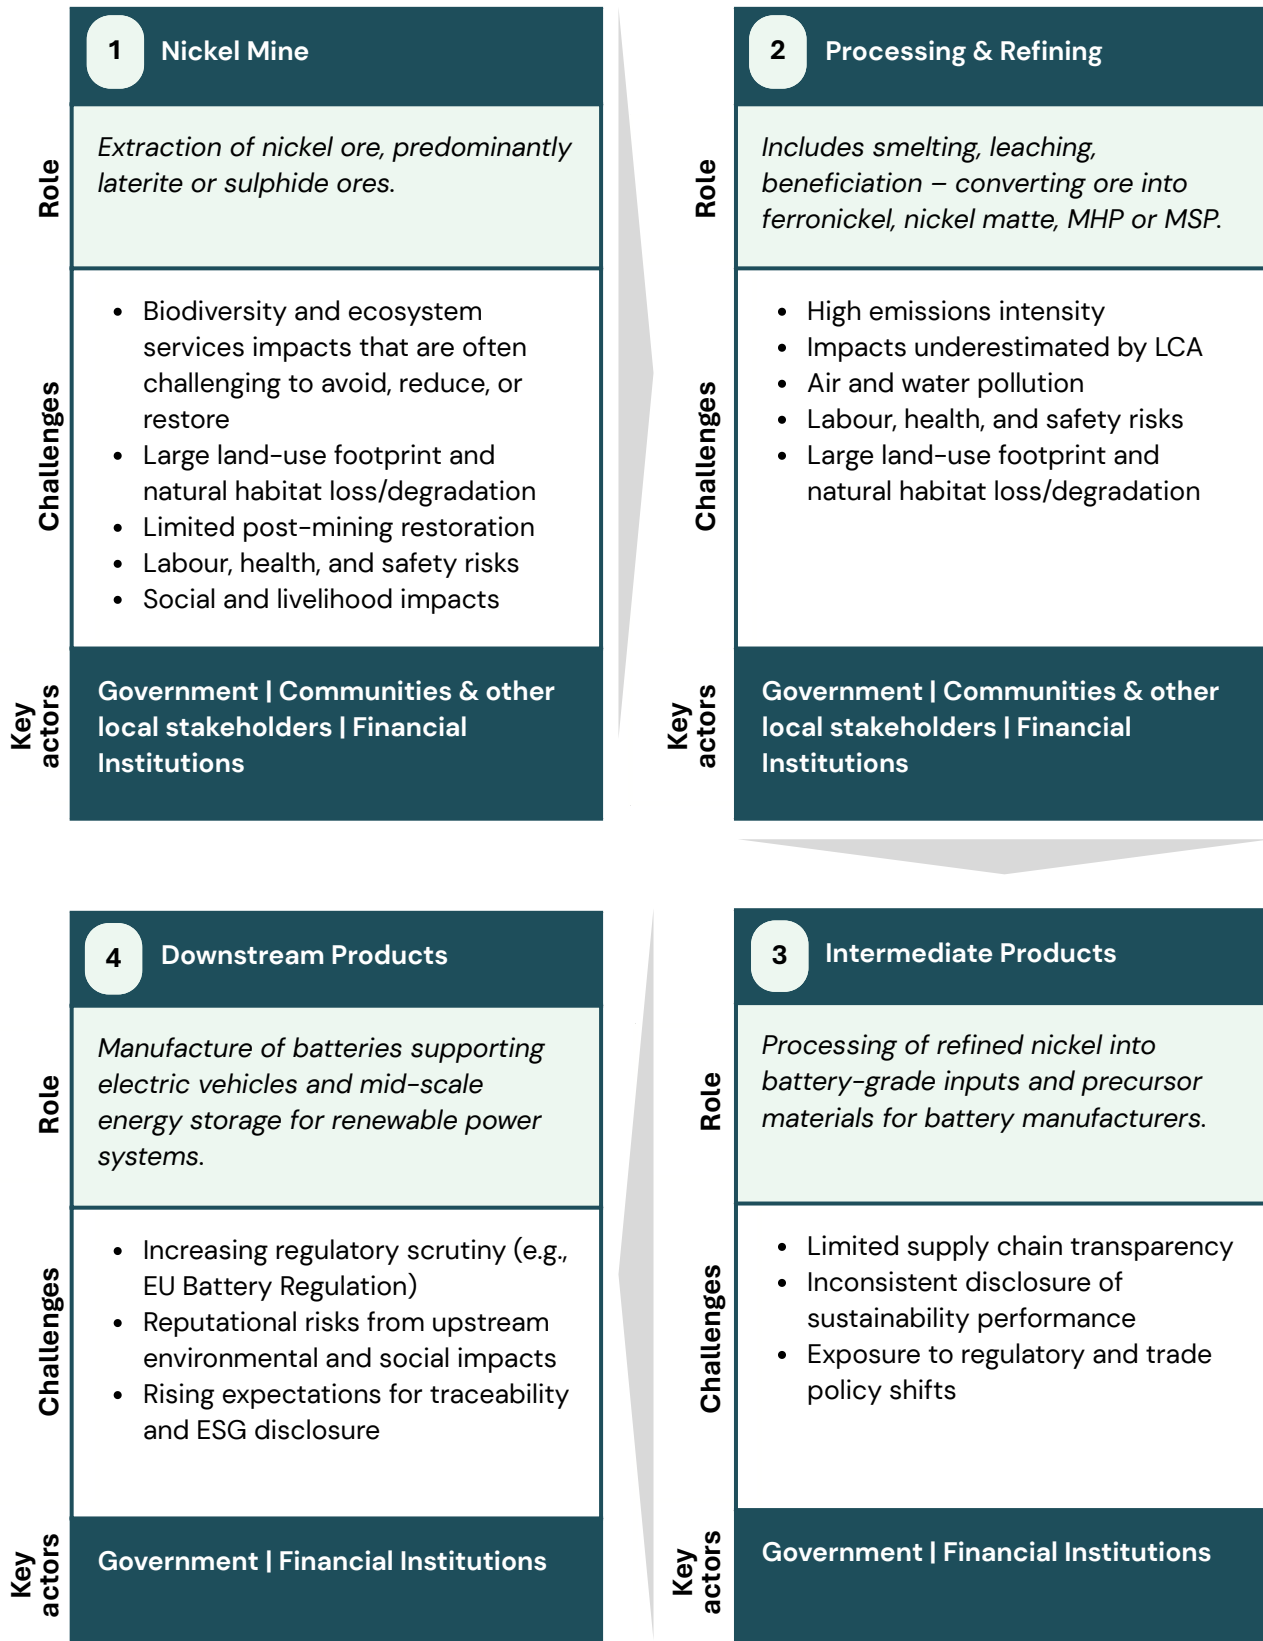 1
Nickel Mine
Role
Extraction of nickel ore, predominantly
laterite or sulphide ores.
Challenges
• Biodiversity and ecosystem
services impacts that are often
challenging to avoid, reduce, or
restore
• Large land-use footprint and
natural habitat loss/degradation
• Limited post-mining restoration
• Labour, health, and safety risks
• Social and livelihood impacts
Key
actors
Government | Communities & other
local stakeholders | Financial
Institutions
2
Processing & Refining
Role
Includes smelting, leaching,
beneficiation – converting ore into
ferronickel, nickel matte, MHP or MSP.
Challenges
• High emissions intensity
• Impacts underestimated by LCA
• Air and water pollution
• Labour, health, and safety risks
• Large land-use footprint and
natural habitat loss/degradation
Key
actors
Government | Communities & other
local stakeholders | Financial
Institutions
3
Intermediate Products
Role
Processing of refined nickel into
battery-grade inputs and precursor
materials for battery manufacturers.
Challenges
• Limited supply chain transparency
• Inconsistent disclosure of
sustainability performance
• Exposure to regulatory and trade
policy shifts
Key
actors
Government | Financial Institutions
4
Downstream Products
Role
Manufacture of batteries supporting
electric vehicles and mid-scale
energy storage for renewable power
systems.
Challenges
• Increasing regulatory scrutiny (e.g.,
EU Battery Regulation)
• Reputational risks from upstream
environmental and social impacts
• Rising expectations for traceability
and ESG disclosure
Key
actors
Government | Financial Institutions